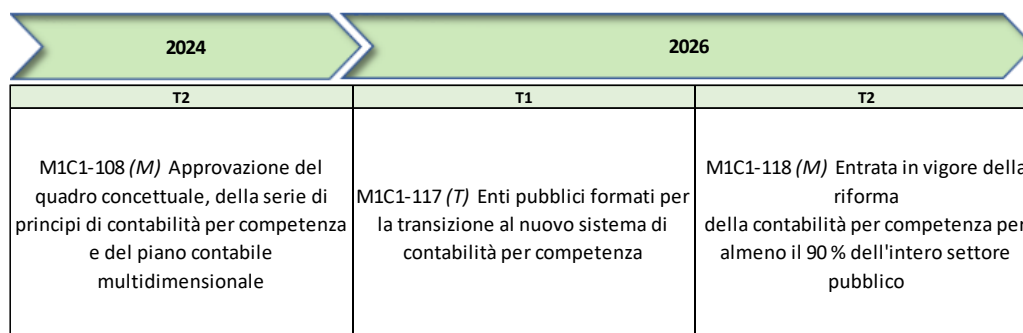 2024
2026
T2
T1
T2
M1C1-108 (M) Approvazione del
quadro concettuale, della serie di
principi di contabilità per competenza
e del piano contabile
multidimensionale
M1C1-117 (T) Enti pubblici formati per
la transizione al nuovo sistema di
contabilità per competenza
M1C1-118 (M) Entrata in vigore della
riforma
della contabilità per competenza per
almeno il 90 % dell'intero settore
pubblico